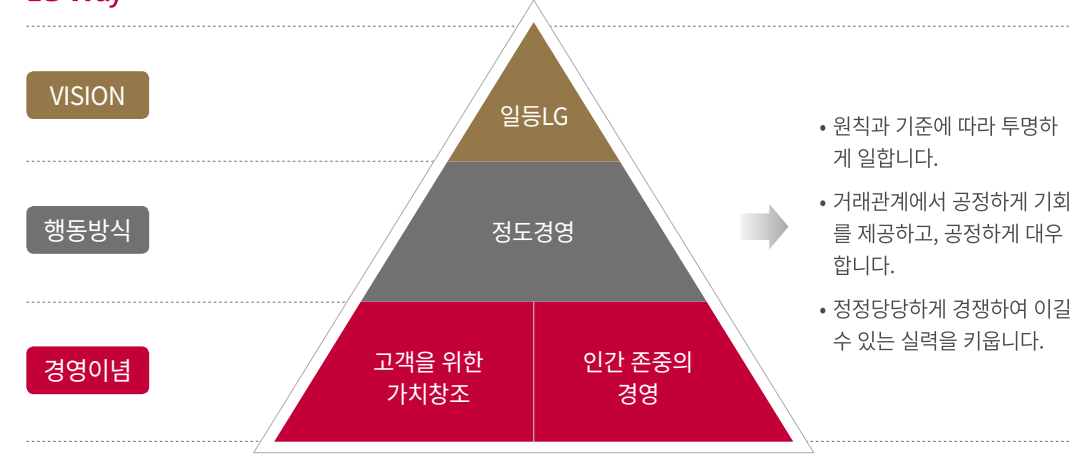 LG Way
VISION
일등LG
행동방식
정도경영
경영이념
고객을 위한
가치창조
인간 존중의
경영
• 원칙과 기준에 따라 투명하
게 일합니다.
• 거래관계에서 공정하게 기회
를 제공하고, 공정하게 대우
합니다.
• 정정당당하게 경쟁하여 이길
수 있는 실력을 키웁니다.